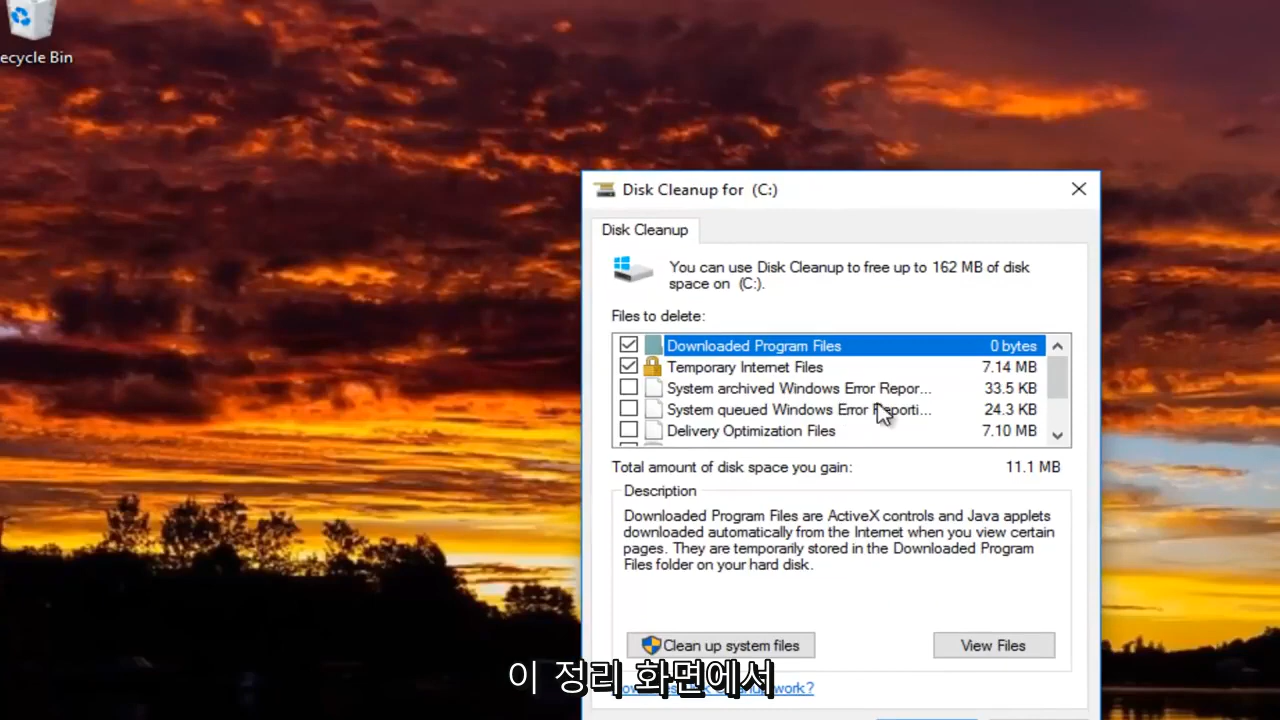 ecycle Bin
Disk Cleanup for (C:)
Disk Cleanup
You can use Disk Cleanup to free up to 162 MB of disk
space on (C:).
Files to delete:
Downloaded Program Files 0 bytes
Temporary Internet Files 7.14 MB
System archived Windows Error Repor... 33.5 KB
System queued Windows Error Reporti... 24.3 KB
Delivery Optimization Files 7.10 MB
Total amount of disk space you gain: 11.1 MB
Description
Downloaded Program Files are ActiveX controls and Java applets
downloaded automatically from the Internet when you view certain
pages. They are temporarily stored in the Downloaded Program
Files folder on your hard disk.
Clean up system files View Files
이 정리 화면에서
work?